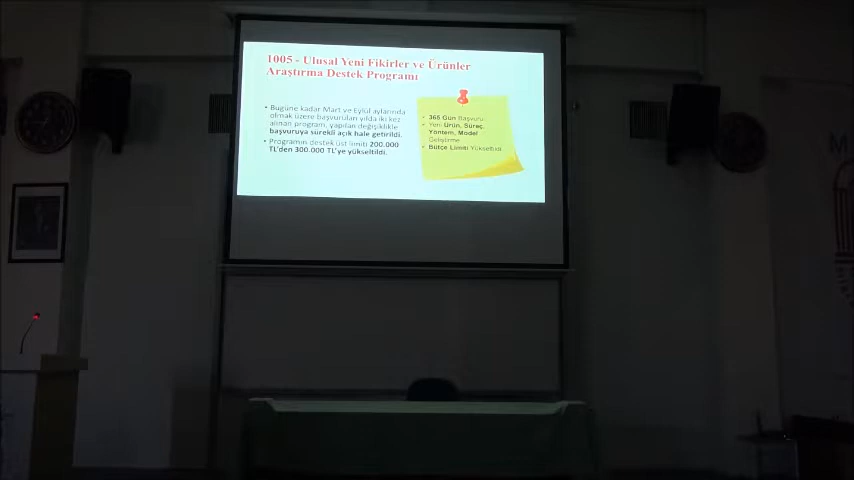 1005 - Ulusal Yeni Fikirler ve Ürünler
Araştırma Destek Programı
• Bugüne kadar Mart ve Eylül aylarında
olmak üzere başvuruları yılda iki kez
alınan program, yapılan değişiklikle
başvuruya sürekli açık hale getirildi.
• Programın destek üst limiti 200.000
TL'den 300.000 TL'ye yükseltildi.
365 Gün Başvuru
Yeni Ürün, Süreç,
Yöntem, Model
Geliştirme
Bütçe Limiti Yükseltildi
M